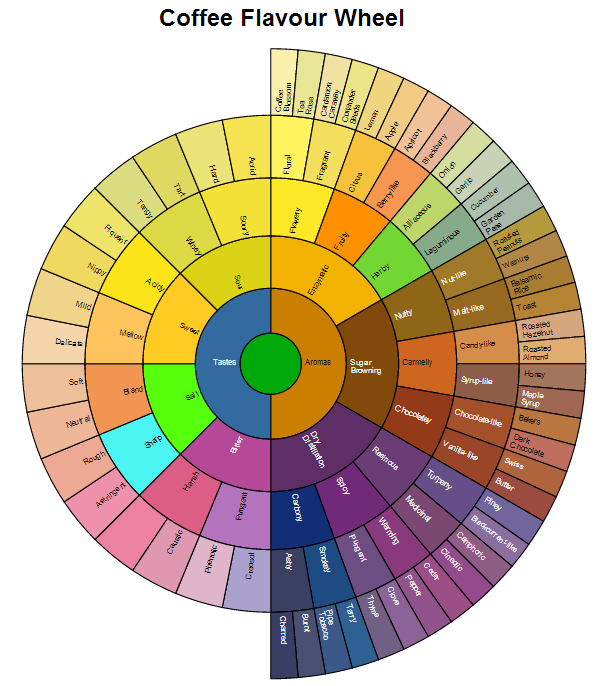 Coffee Flavour Wheel
Tastes
Aromas
Sour
Sweet
Salt
Bitter
Enzymatic
Sugar
Browning
Dry
Distillation
Soury
Winey
Acidy
Mellow
Bland
Sharp
Harsh
Pungent
Flowery
Fruity
Herby
Nutty
Carmelly
Chocolatey
Resinous
Spicy
Carbony
Acrid
Hard
Tart
Tangy
Piquant
Nippy
Mild
Delicate
Soft
Neutral
Rough
Astringent
Caustic
Phenolic
Creosol
Floral
Fragrant
Citrus
Berry-like
Alliaceous
Leguminous
Nut-like
Malt-like
Candy-like
Syrup-like
Chocolate-like
Vanilla-like
Turpeny
Medicinal
Warming
Pungent
Smokey
Ashy
Coffee
Blossom
Tea
Rose
Cardamon
Caraway
Coriander
Seeds
Lemon
Apple
Apricot
Blackberry
Onion
Garlic
Cucumber
Garden
Peas
Roasted
Peanuts
Walnuts
Balsamic
Rice
Toast
Roasted
Hazelnut
Roasted
Almond
Honey
Maple
Syrup
Bakers
Dark
Chocolate
Swiss
Butter
Piney
Blackcurrant-like
Camphoric
Cineolic
Cedar
Pepper
Clove
Thyme
Tarry
Pipe
Tobacco
Burnt
Charred